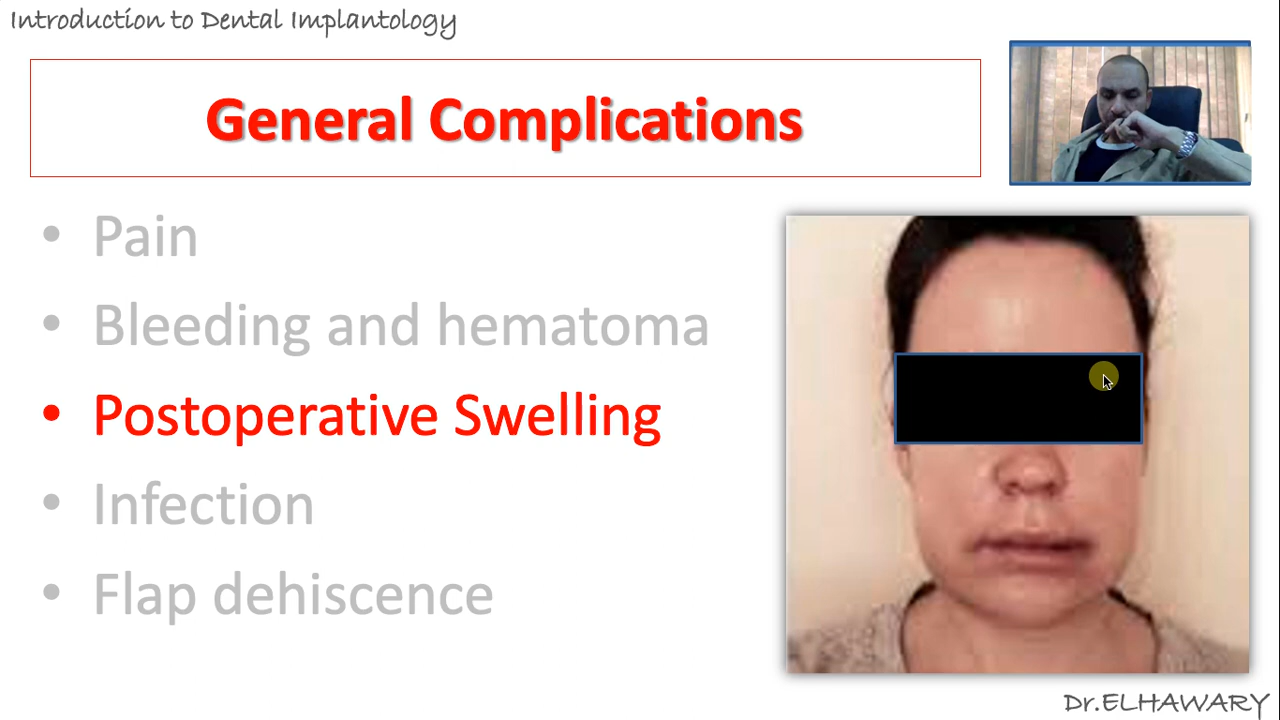 Introduction to Dental Implantology
General Complications
• Pain
• Bleeding and hematoma
• Postoperative Swelling
• Infection
• Flap dehiscence
Dr.ELHAWARY